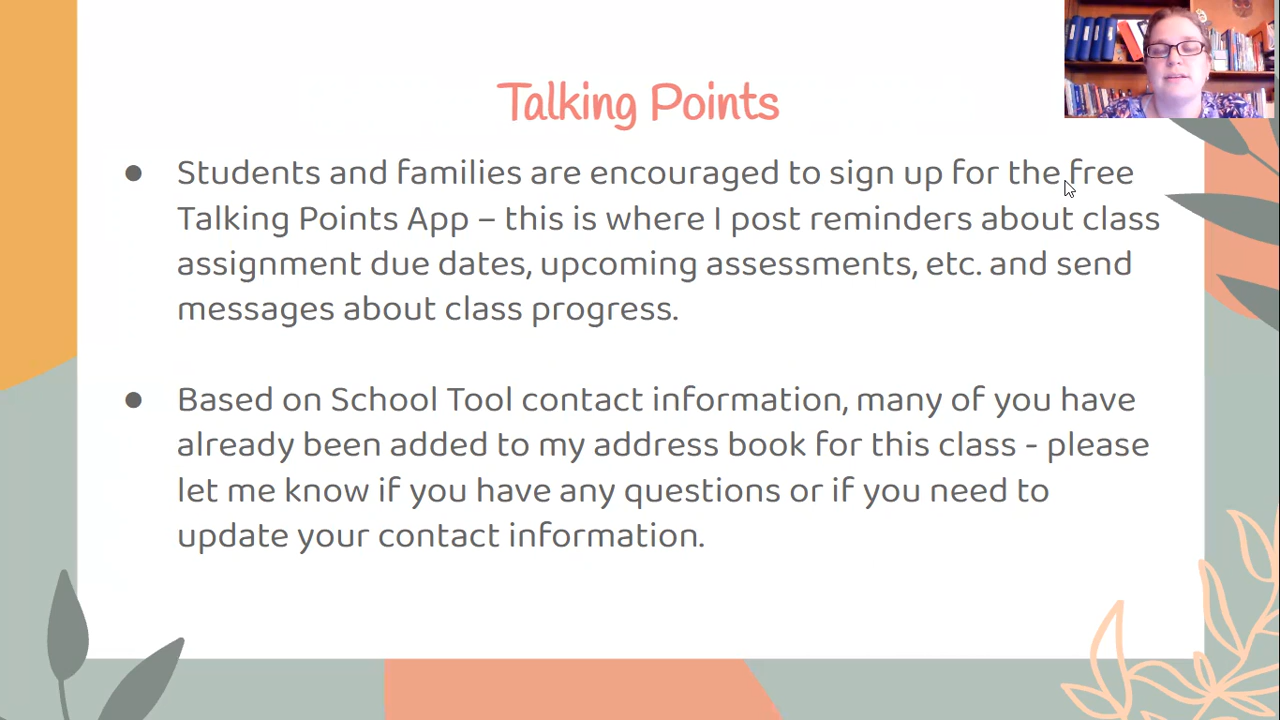 Talking Points
● Students and families are encouraged to sign up for the free
Talking Points App – this is where I post reminders about class
assignment due dates, upcoming assessments, etc. and send
messages about class progress.
● Based on School Tool contact information, many of you have
already been added to my address book for this class - please
let me know if you have any questions or if you need to
update your contact information.